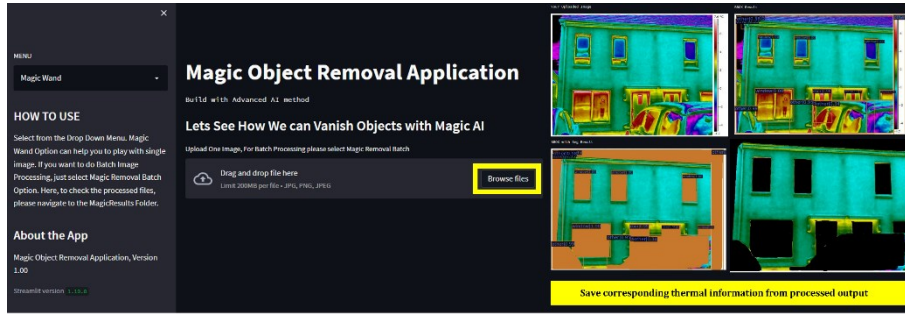 ×
MENU
Magic Wand
HOW TO USE
Select from the Drop Down Menu. Magic
Wand Option can help you to play with single
image. If you want to do Batch Image
Processing, just select Magic Removal Batch
Option. Here, to check the processed files,
please navigate to the MagicResults Folder.
About the App
Magic Object Removal Application, Version
1.00
Streamlit version
Magic Object Removal Application
Build with Advanced AI method
Lets See How We can Vanish Objects with Magic AI
Upload One Image, For Batch Processing please select Magic Removal Batch
Drag and drop file here
Limit 200MB per file • JPG, PNG, JPEG
Browse files
Your Uploaded Image
Save corresponding thermal information from processed output